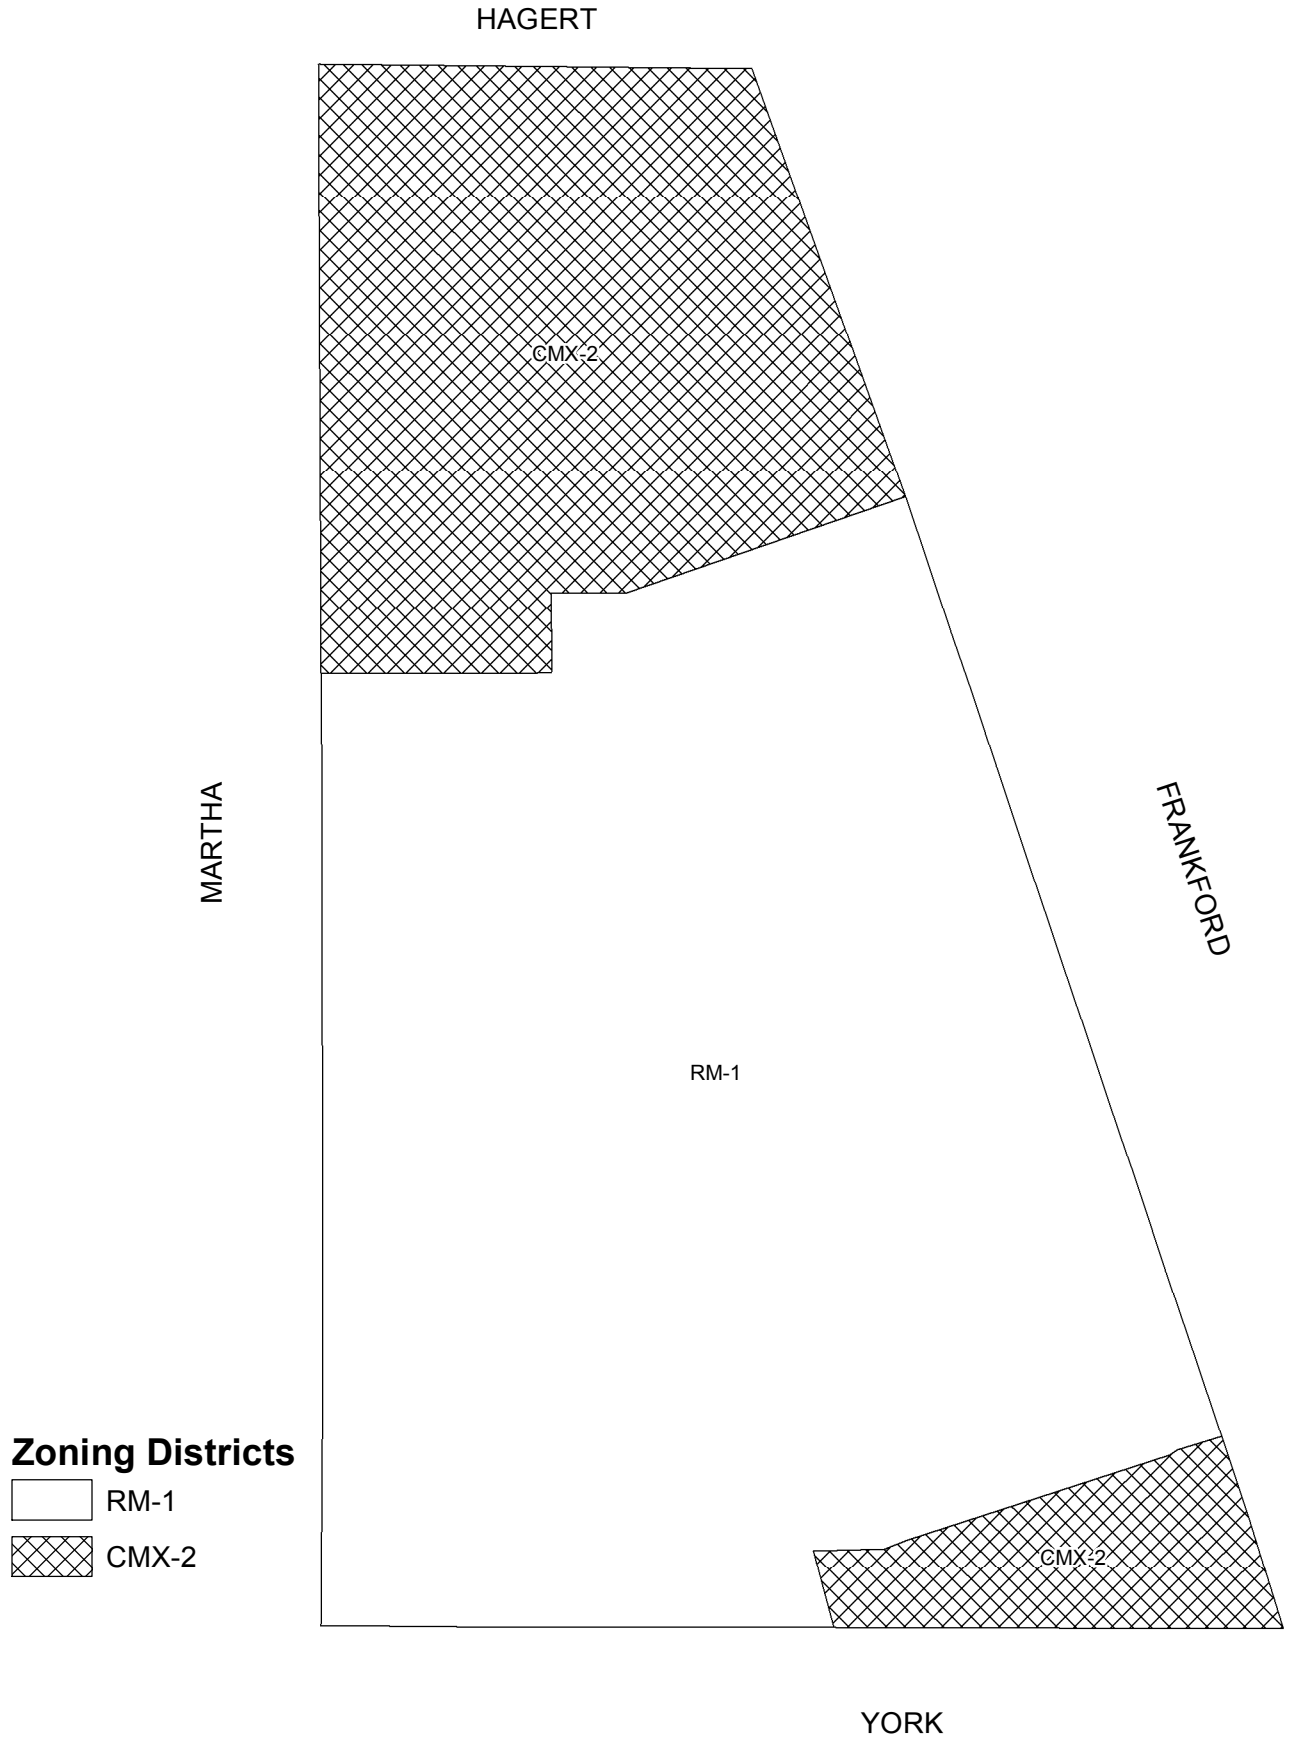 HAGERT
CMX-2
MARTHA
FRANKFORD
RM-1
Zoning Districts
RM-1
CMX-2
CMX-2
YORK